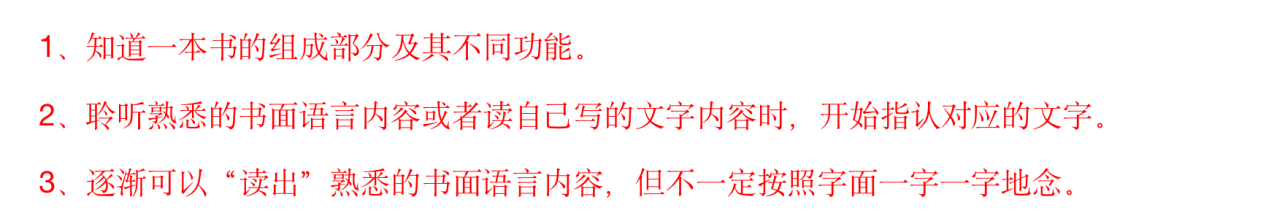 1、知道一本书的组成部分及其不同功能。
2、聆听熟悉的书面语言内容或者读自己写的文字内容时，开始指认对应的文字。
3、逐渐可以“读出”熟悉的书面语言内容，但不一定按照字面一字一字地念。